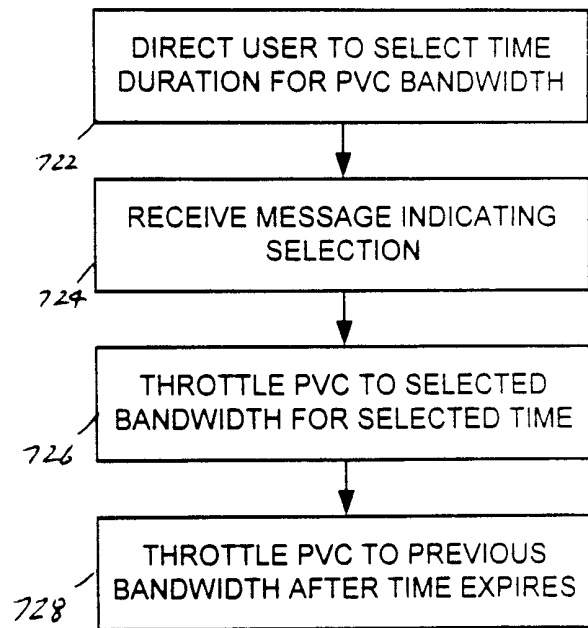 DIRECT USER TO SELECT TIME
DURATION FOR PVC BANDWIDTH
722
RECEIVE MESSAGE INDICATING
SELECTION
724
THROTTLE PVC TO SELECTED
BANDWIDTH FOR SELECTED TIME
726
THROTTLE PVC TO PREVIOUS
BANDWIDTH AFTER TIME EXPIRES
728